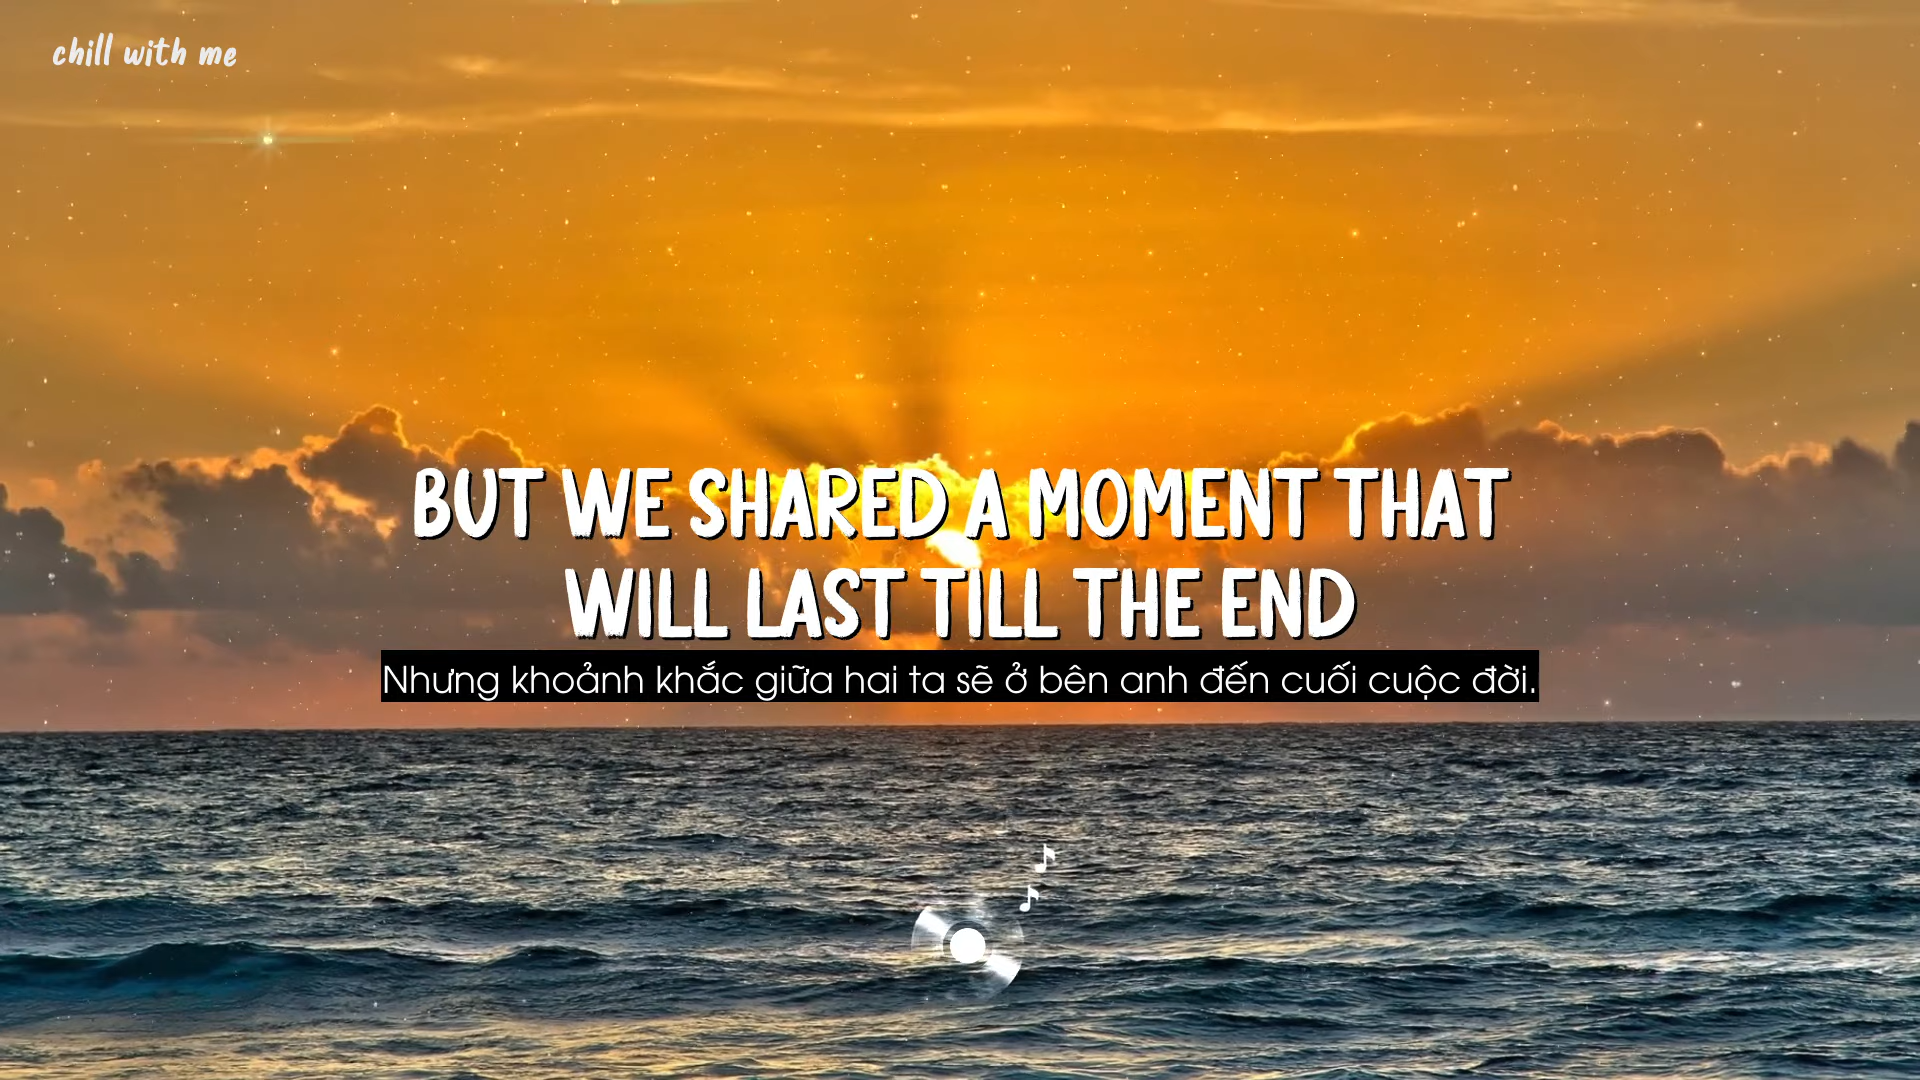 chill with me
BUT WE SHARED A MOMENT THAT
WILL LAST TILL THE END
Nhưng khoảnh khắc giữa hai ta sẽ ở bên anh đến cuối cuộc đời.